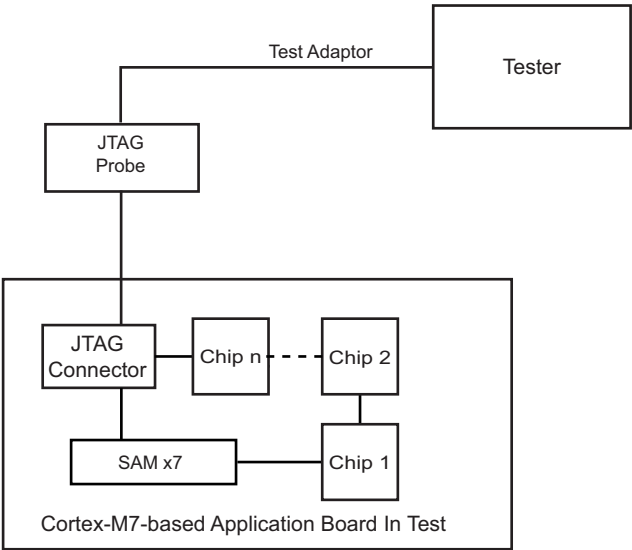 Test Adaptor
Tester
JTAG
Probe
JTAG
Connector
Chip n
Chip 2
SAM x7
Chip 1
Cortex-M7-based Application Board In Test